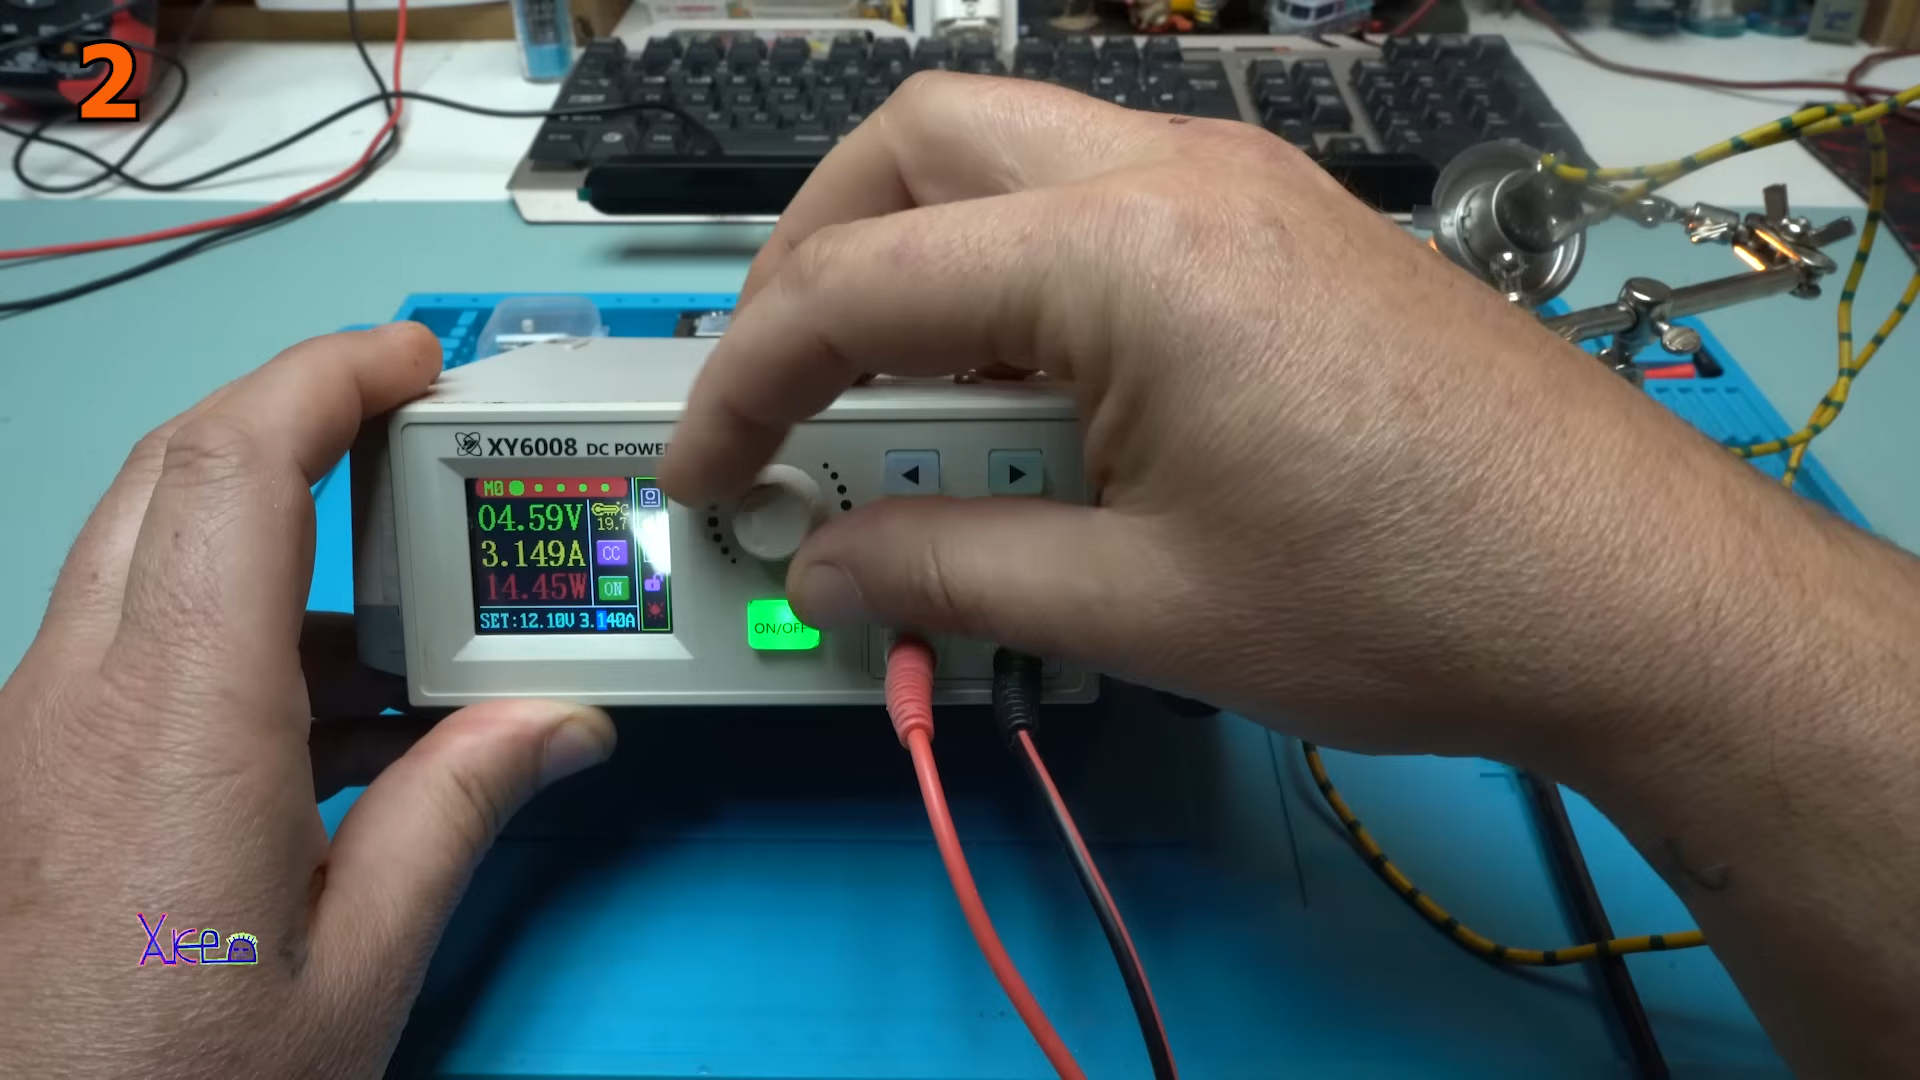 2
XY6008 DC POWE
M0
04.59V
19.7
3.149A
CC
14.45W
ON
SET:12.10V 3.140A
ON/OFF
XKE